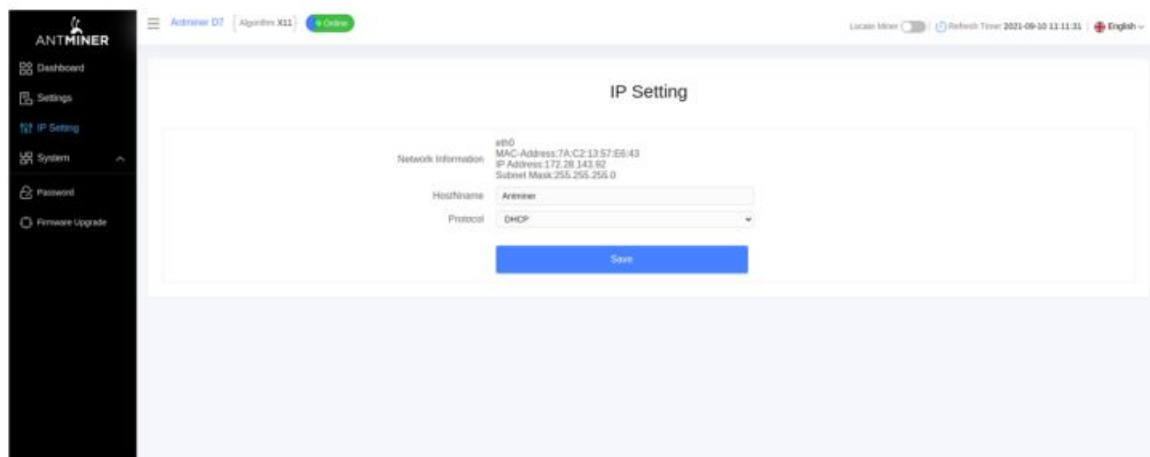 ANTMINER
Antminer D7 [ Algorithm X11 ] Online
Locate Miner Refresh Time 2021-09-10 11:11:31 English
Dashboard
Settings
IP Setting
System
Password
Firmware Upgrade
IP Setting
Network Information
eth0
MAC-Address:7A:C2:13:57:E6:43
IP Address:172.28.143.92
Subnet Mask:255.255.255.0
HostNname Antminer
Protocol DHCP
Save